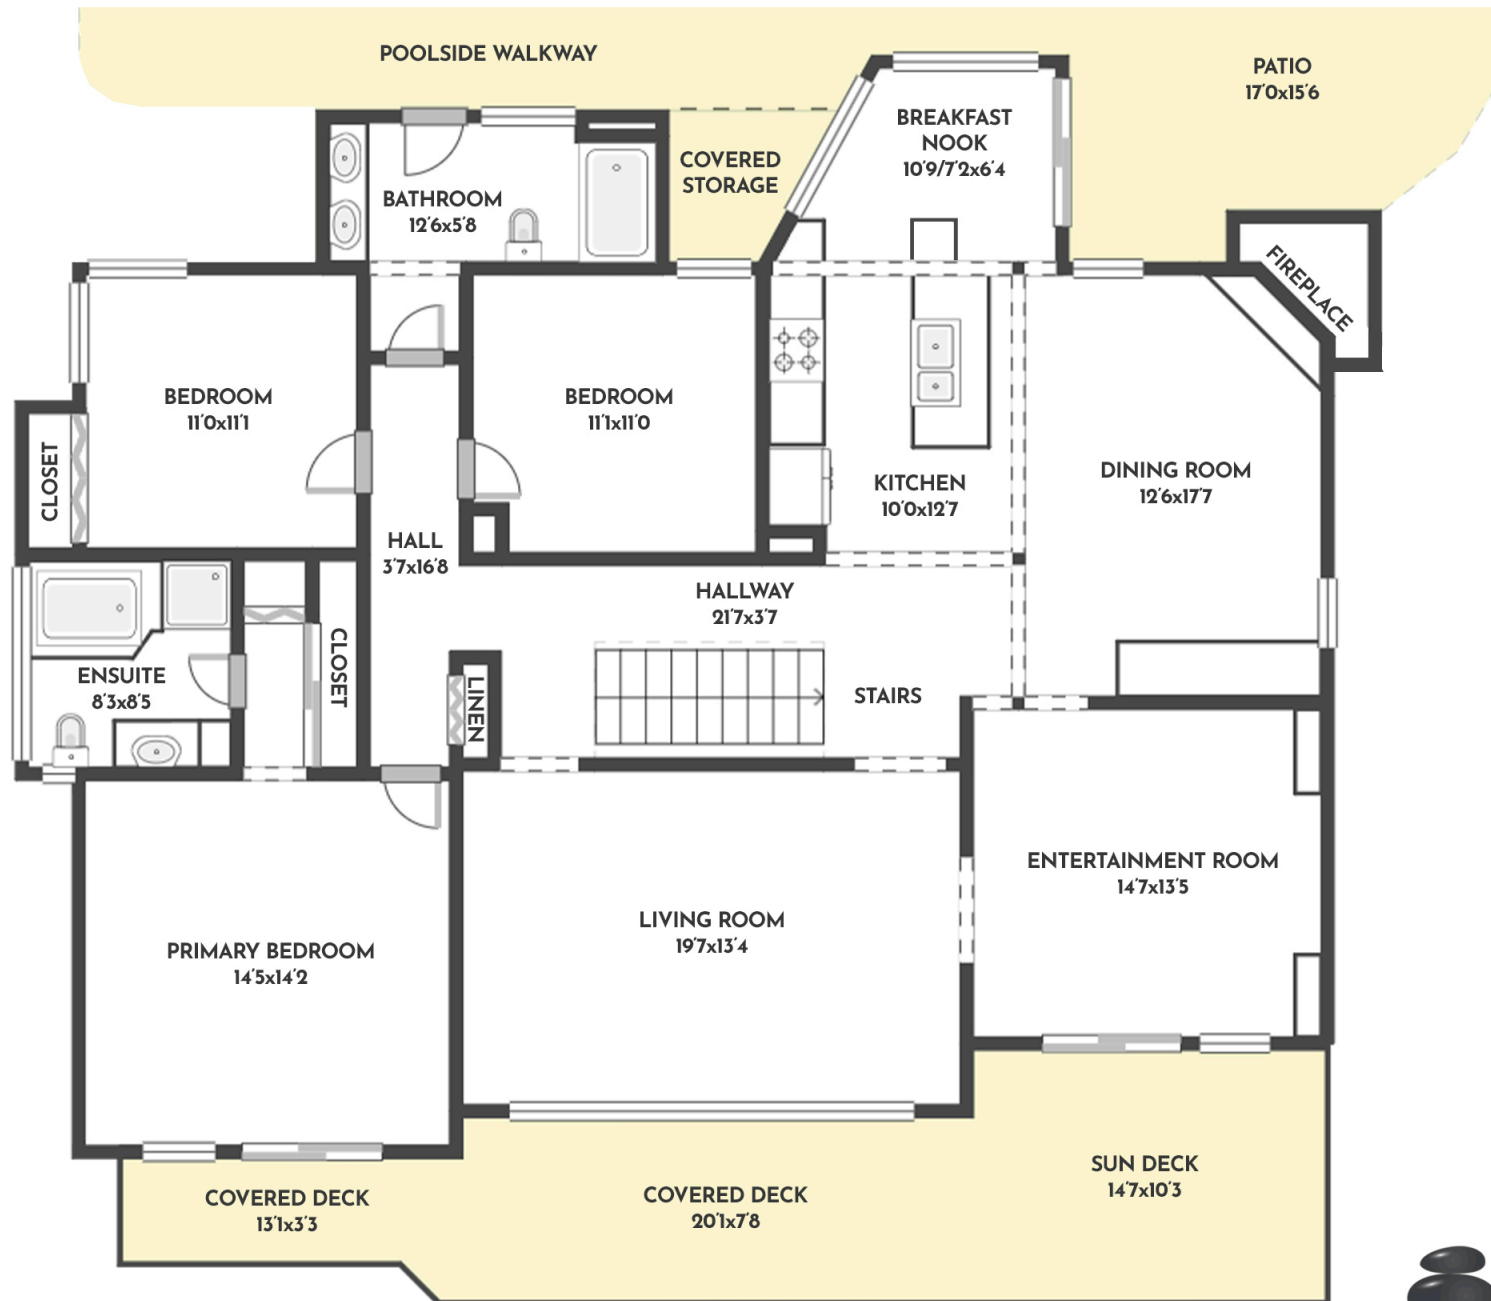 POOLSIDE WALKWAY
PATIO
17'0x15'6
BREAKFAST
NOOK
10'9/7'2x6'4
COVERED
STORAGE
BATHROOM
12'6x5'8
FIREPLACE
BEDROOM
11'0x11'1
BEDROOM
11'1x11'0
CLOSET
KITCHEN
10'0x12'7
DINING ROOM
12'6x17'7
HALL
3'7x16'8
HALLWAY
21'7x3'7
ENSUITE
8'3x8'5
CLOSET
LINEN
STAIRS
ENTERTAINMENT ROOM
14'7x13'5
LIVING ROOM
19'7x13'4
PRIMARY BEDROOM
14'5x14'2
SUN DECK
14'7x10'3
COVERED DECK
13'1x3'3
COVERED DECK
20'1x7'8